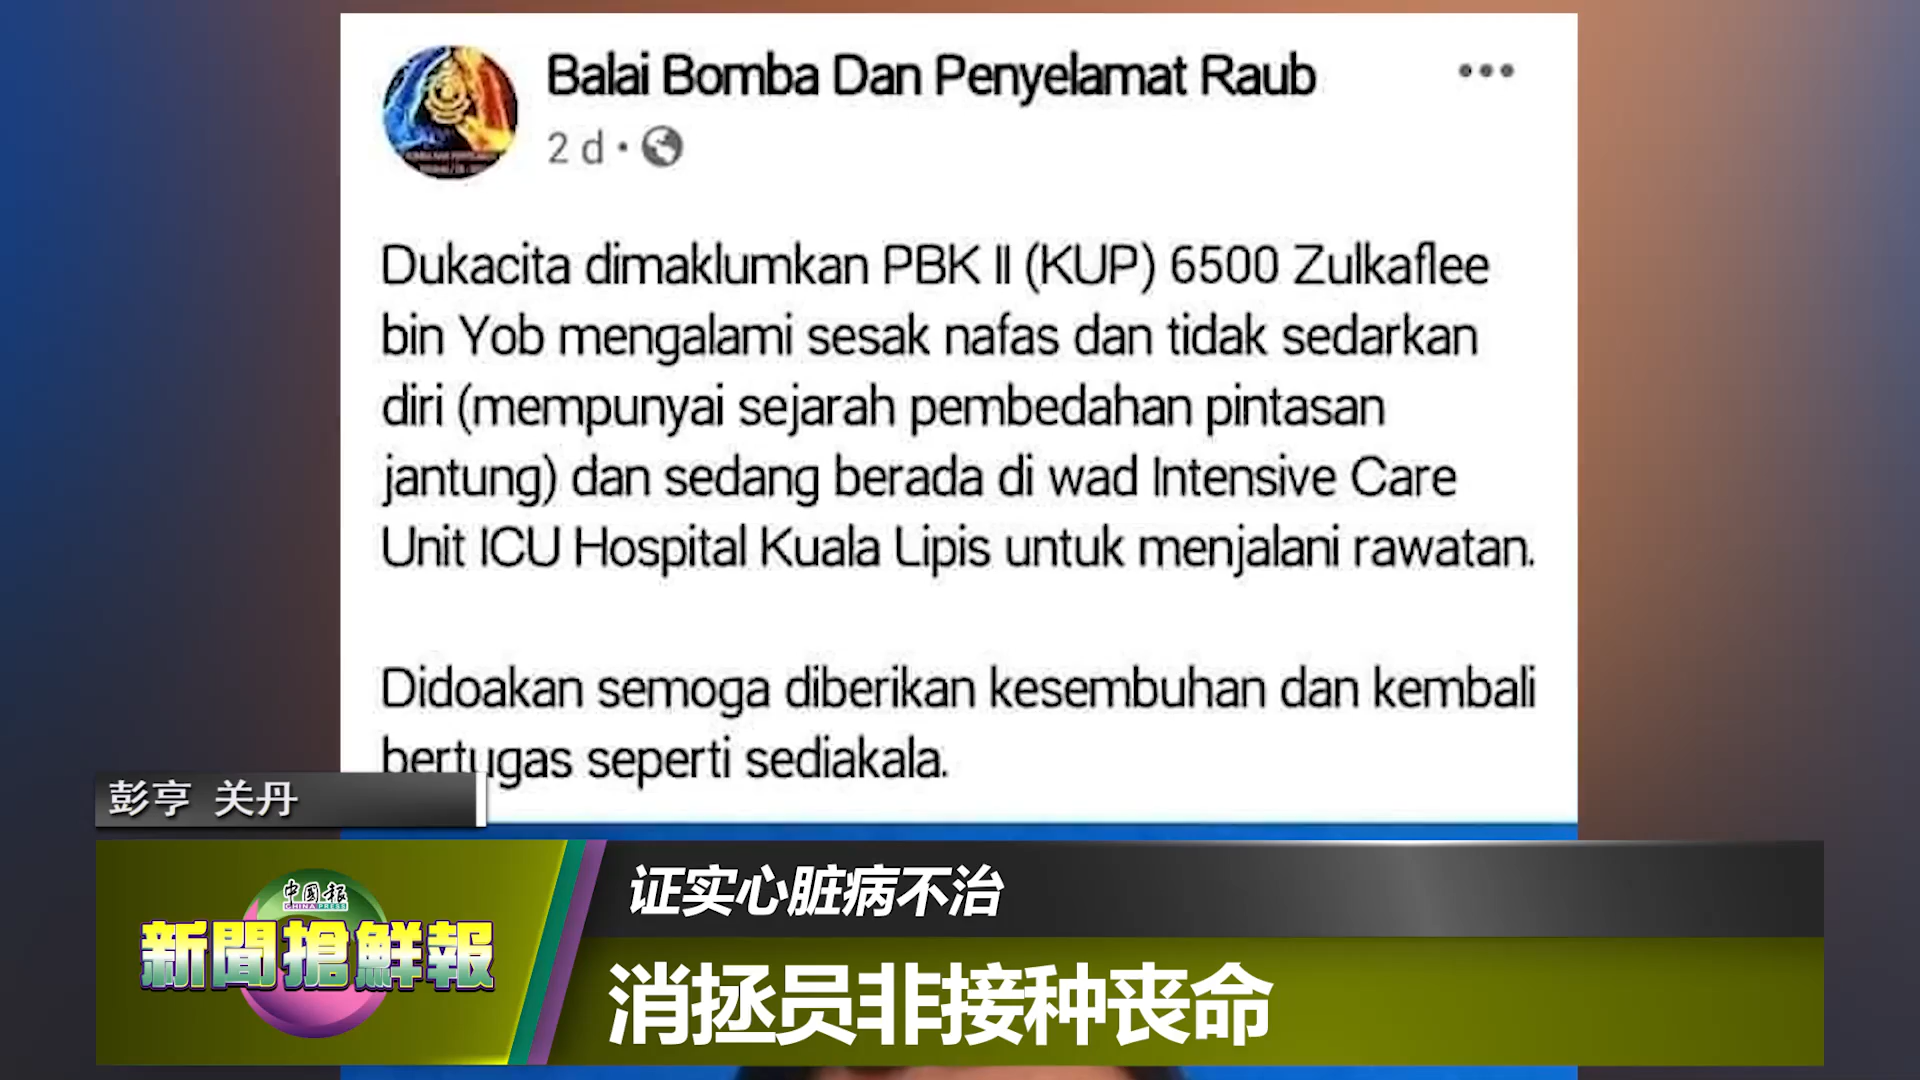 Balai Bomba Dan Penyelamat Raub
2 d
Dukacita dimaklumkan PBK II (KUP) 6500 Zulkaflee
bin Yob mengalami sesak nafas dan tidak sedarkan
diri (mempunyai sejarah pembedahan pintasan
jantung) dan sedang berada di wad Intensive Care
Unit ICU Hospital Kuala Lipis untuk menjalani rawatan.
Didoakan semoga diberikan kesembuhan dan kembali
bertugas seperti sediakala.
彭亨 关丹
中國報
CHINA PRESS
新聞搶鮮報
证实心脏病不治
消拯员非接种丧命